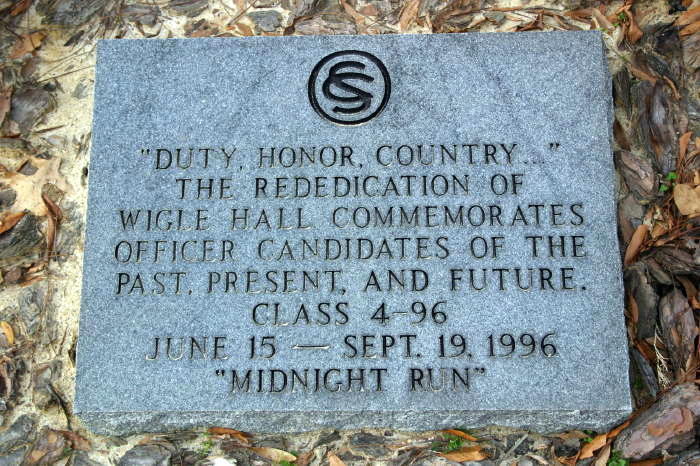 OCS
"DUTY, HONOR, COUNTRY..."
THE REDEDICATION OF
WIGLE HALL COMMEMORATES
OFFICER CANDIDATES OF THE
PAST, PRESENT, AND FUTURE.
CLASS 4-96
JUNE 15 — SEPT. 19, 1996
"MIDNIGHT RUN"